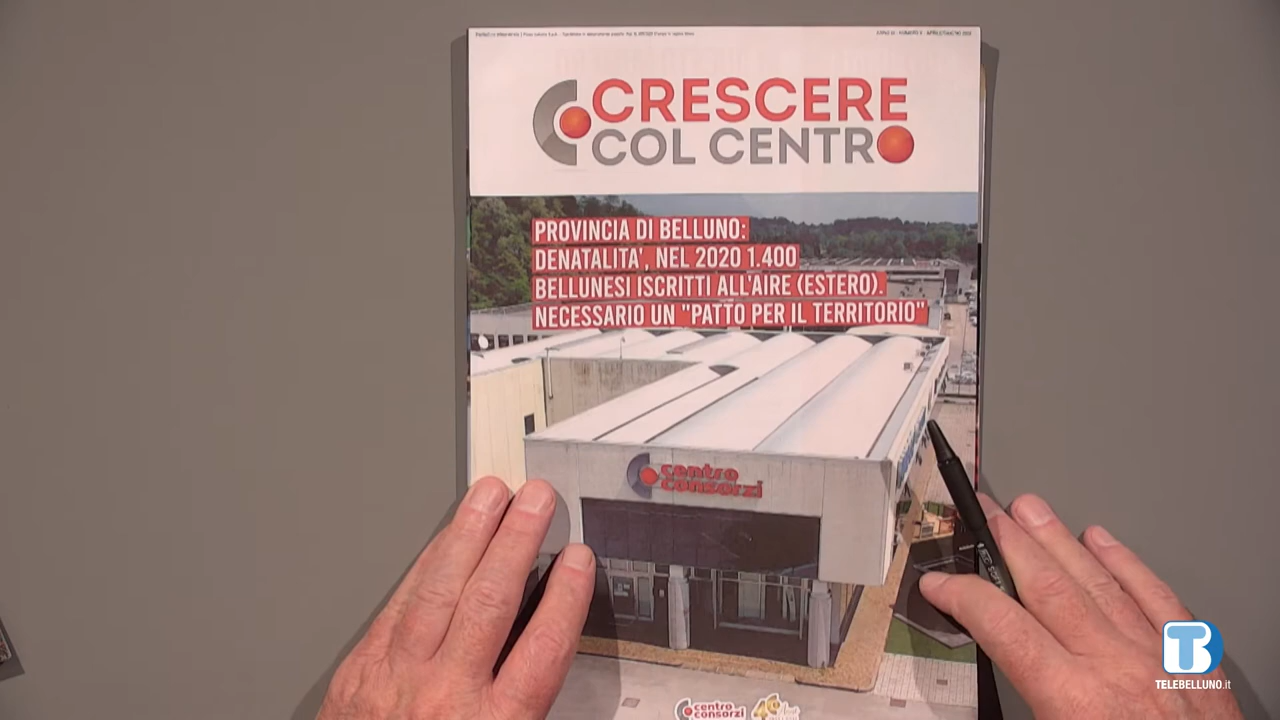 CRESCERE
COL CENTRO
PROVINCIA DI BELLUNO:
DENATALITA', NEL 2020 1.400
BELLUNESI ISCRITTI ALL'AIRE (ESTERO).
NECESSARIO UN "PATTO PER IL TERRITORIO"
centro
consorzi
centro
consorzi
TELEBELLUNO.it